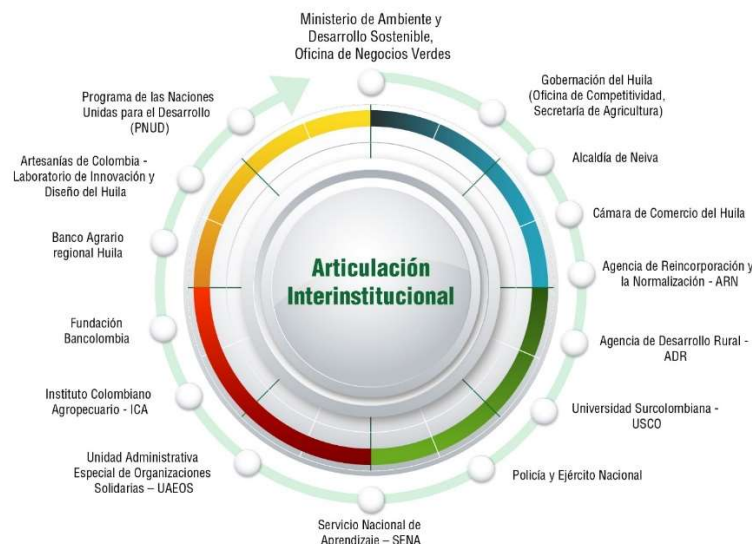 Ministerio de Ambiente y
Desarrollo Sostenible,
Oficina de Negocios Verdes
Gobernación del Huila
(Oficina de Competitividad,
Secretaría de Agricultura)
Alcaldía de Neiva
Cámara de Comercio del Huila
Agencia de Reincorporación y
la Normalización - ARN
Agencia de Desarrollo Rural -
ADR
Universidad Surcolombiana -
USCO
Policía y Ejército Nacional
Servicio Nacional de
Aprendizaje – SENA
Unidad Administrativa
Especial de Organizaciones
Solidarias – UAEOS
Instituto Colombiano
Agropecuario - ICA
Fundación
Bancolombia
Banco Agrario
regional Huila
Artesanías de Colombia -
Laboratorio de Innovación y
Diseño del Huila
Programa de las Naciones
Unidas para el Desarrollo
(PNUD)
Articulación
Interinstitucional